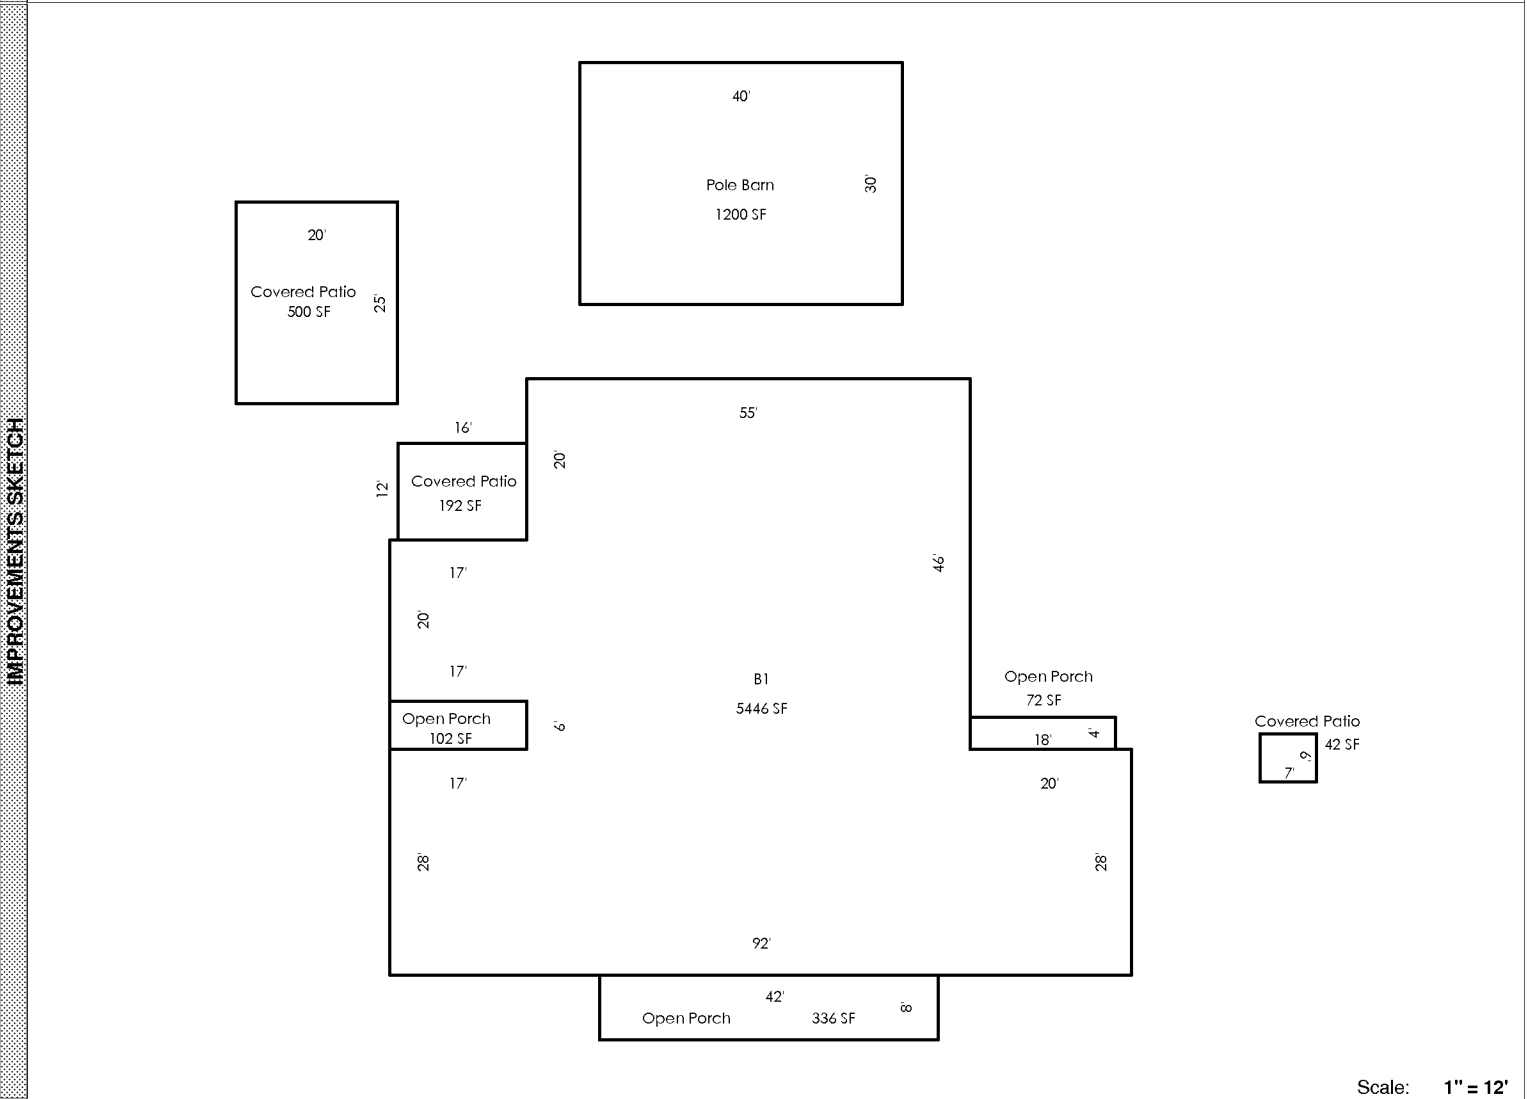 IMPROVEMENTS SKETCH
40'
Pole Barn
30'
1200 SF
20'
Covered Patio
25'
500 SF
55'
16'
20'
12'
Covered Patio
192 SF
17'
46'
20'
17'
B1
5446 SF
Open Porch
72 SF
Open Porch
102 SF
6'
18'
4'
Covered Patio
42 SF
6'
7'
17'
20'
28'
28'
92'
42'
8'
Open Porch 336 SF
Scale: 1" = 12'